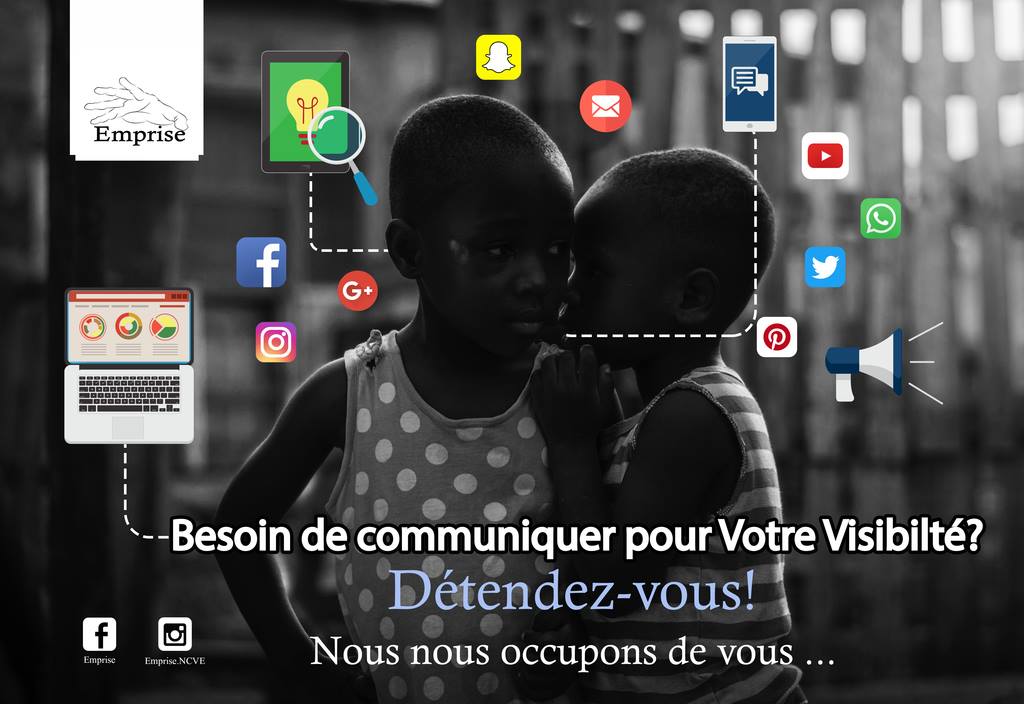 Emprise
Besoin de communiquer pour Votre Visibilté?
Détendez-vous!
Nous nous occupons de vous ...
Emprise
Emprise.NCVE